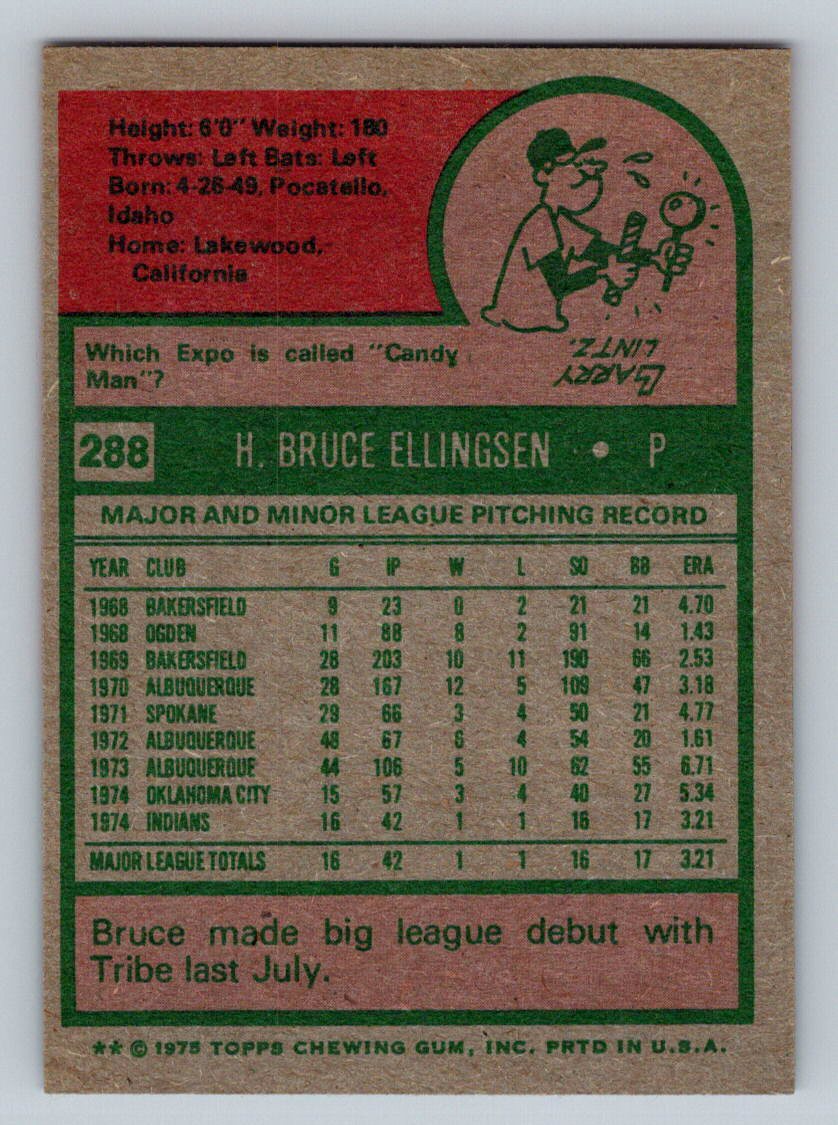 Height: 6'0" Weight: 180
Throws: Left Bats: Left
Born: 4-26-49, Pocatello,
Idaho
Home: Lakewood,
California
Which Expo is called "Candy
Man"?
GARRY
LINTZ.
288 H. BRUCE ELLINGSEN • P
MAJOR AND MINOR LEAGUE PITCHING RECORD
YEAR CLUB G IP W L SO BB ERA
1968 BAKERSFIELD 9 23 0 2 21 21 4.70
1968 OGDEN 11 88 8 2 91 14 1.43
1969 BAKERSFIELD 28 203 10 11 190 66 2.53
1970 ALBUQUERQUE 28 167 12 5 109 47 3.18
1971 SPOKANE 29 66 3 4 50 21 4.77
1972 ALBUQUERQUE 48 67 6 4 54 20 1.61
1973 ALBUQUERQUE 44 106 5 10 62 55 6.71
1974 OKLAHOMA CITY 15 57 3 4 40 27 5.34
1974 INDIANS 16 42 1 1 16 17 3.21
MAJOR LEAGUE TOTALS 16 42 1 1 16 17 3.21
Bruce made big league debut with
Tribe last July.
** © 1975 TOPPS CHEWING GUM, INC. PRTD IN U.S.A.